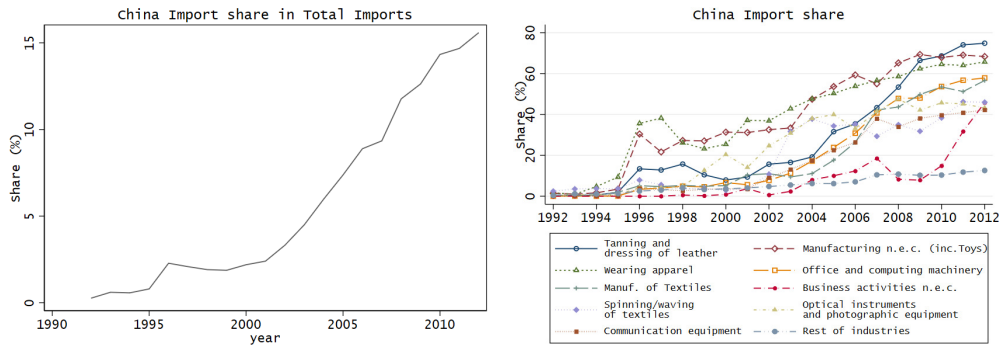 China Import share in Total Imports
15
10
5
0
share (%)
1990
1995
2000
2005
2010
year
China Import share
80
60
40
20
0
share (%)
1992
1994
1996
1998
2000
2002
2004
2006
2008
2010
2012
Tanning and
dressing of leather
Manufacturing n.e.c. (inc.Toys)
Wearing apparel
Office and computing machinery
Manuf. of Textiles
Business activities n.e.c.
Spinning/waving
of textiles
Optical instruments
and photographic equipment
Communication equipment
Rest of industries